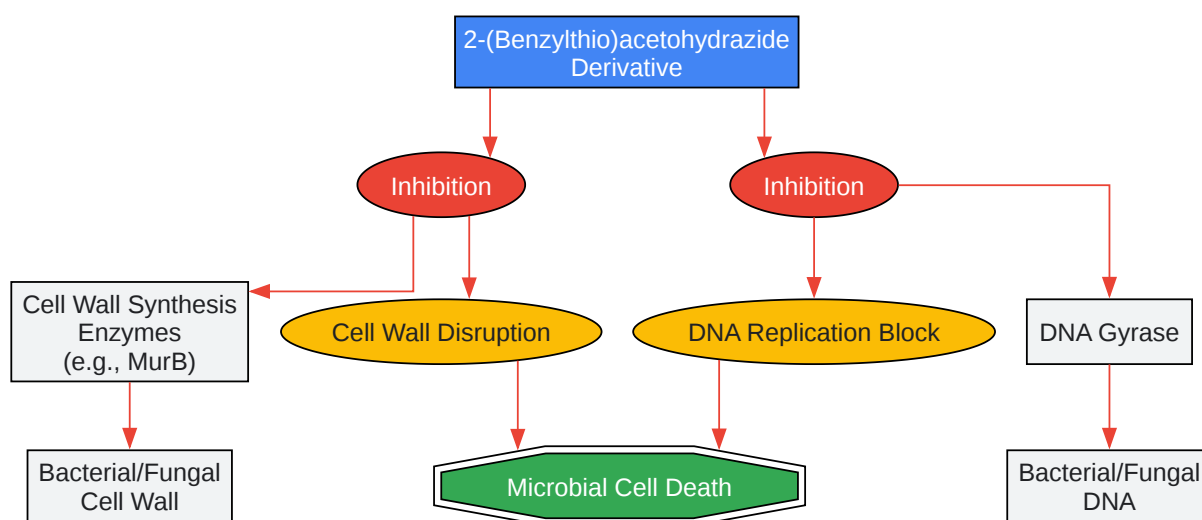 2-(Benzylthio)acetohydrazide
Derivative
Inhibition
Inhibition
Cell Wall Synthesis
Enzymes
(e.g., MurB)
Cell Wall Disruption
DNA Replication Block
DNA Gyrase
Bacterial/Fungal
Cell Wall
Microbial Cell Death
Bacterial/Fungal
DNA